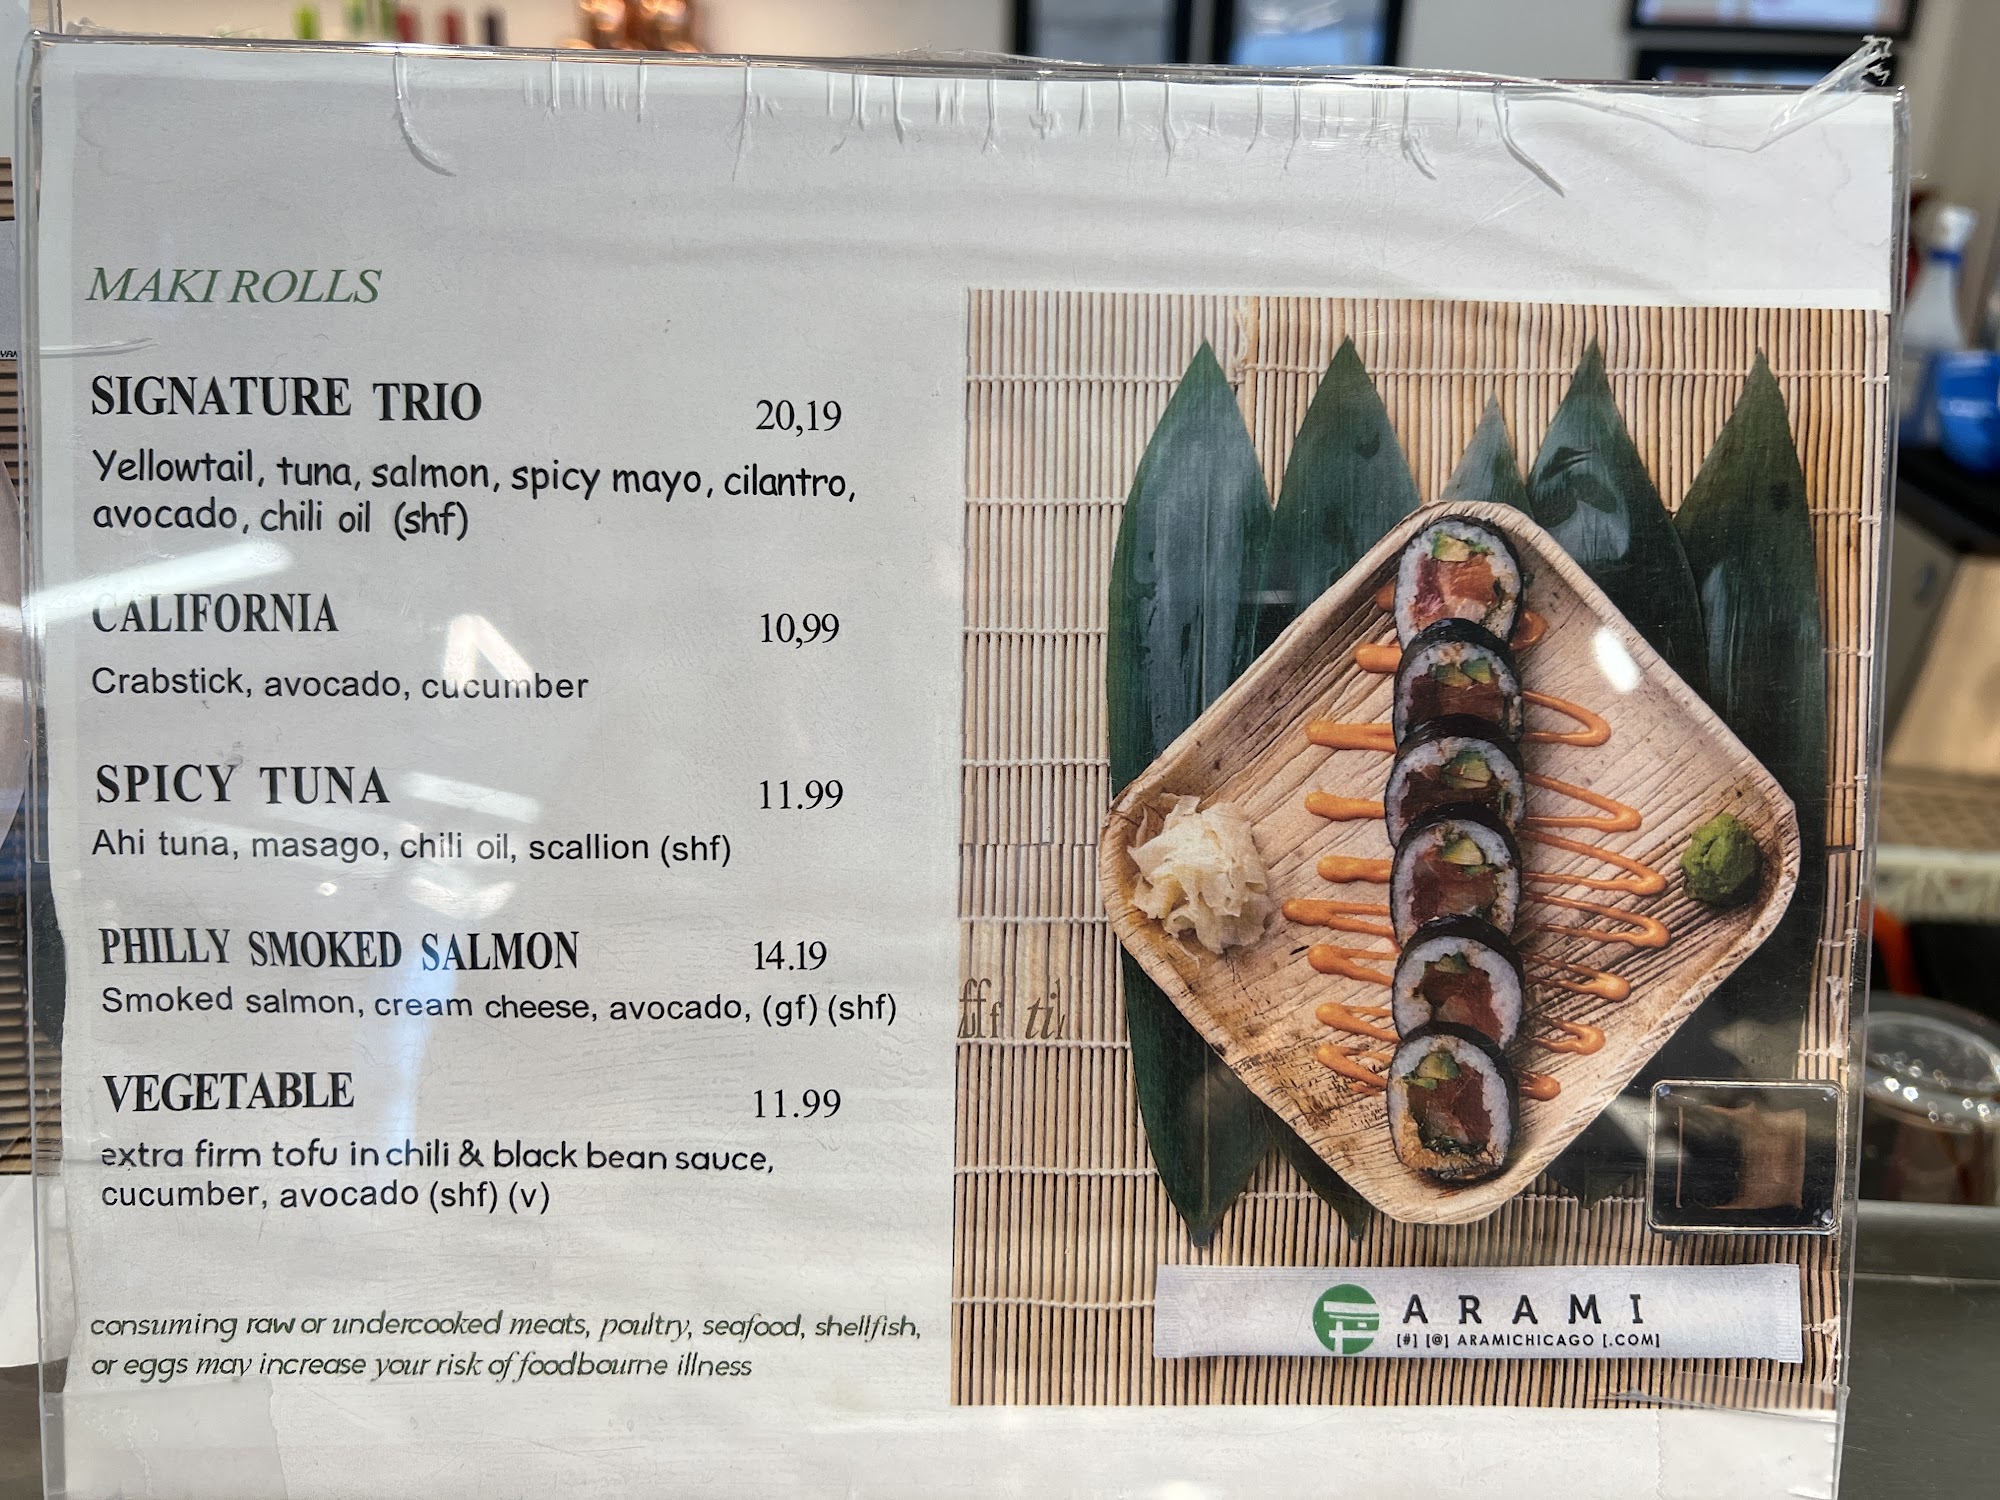 MAKI ROLLS
SIGNATURE TRIO 20,19
Yellowtail, tuna, salmon, spicy mayo, cilantro,
avocado, chili oil (shf)
CALIFORNIA 10,99
Crabstick, avocado, cucumber
SPICY TUNA 11.99
Ahi tuna, masago, chili oil, scallion (shf)
PHILLY SMOKED SALMON 14.19
Smoked salmon, cream cheese, avocado, (gf) (shf)
VEGETABLE 11.99
extra firm tofu in chili & black bean sauce,
cucumber, avocado (shf) (v)
consuming raw or undercooked meats, poultry, seafood, shellfish,
or eggs may increase your risk of foodbourne illness
ARAMI
[#] [@] ARAMICHICAGO [.COM]